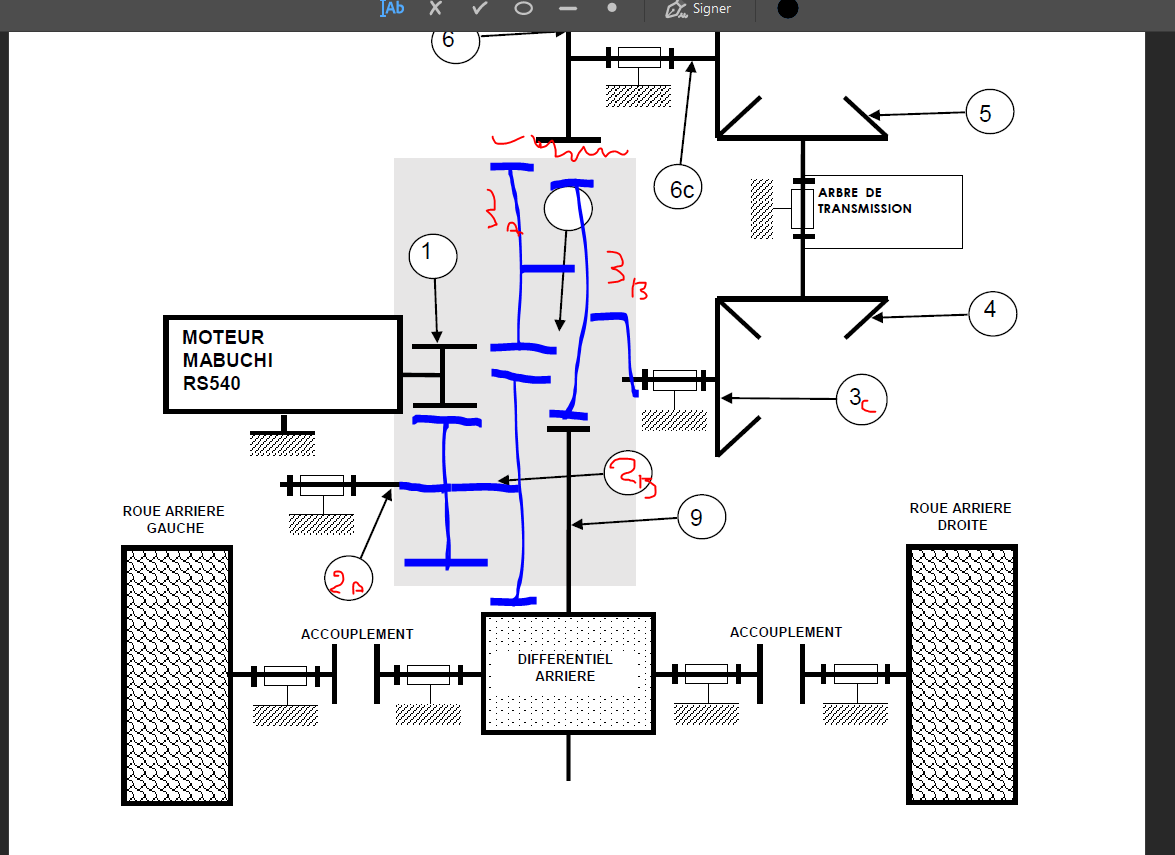 Ab
Signer
6
5
6c
ARBRE DE
TRANSMISSION
3a
1
3B
4
MOTEUR
MABUCHI
RS540
3c
2B
ROUE ARRIERE
GAUCHE
9
ROUE ARRIERE
DROITE
2a
ACCOUPLEMENT
ACCOUPLEMENT
DIFFERENTIEL
ARRIERE